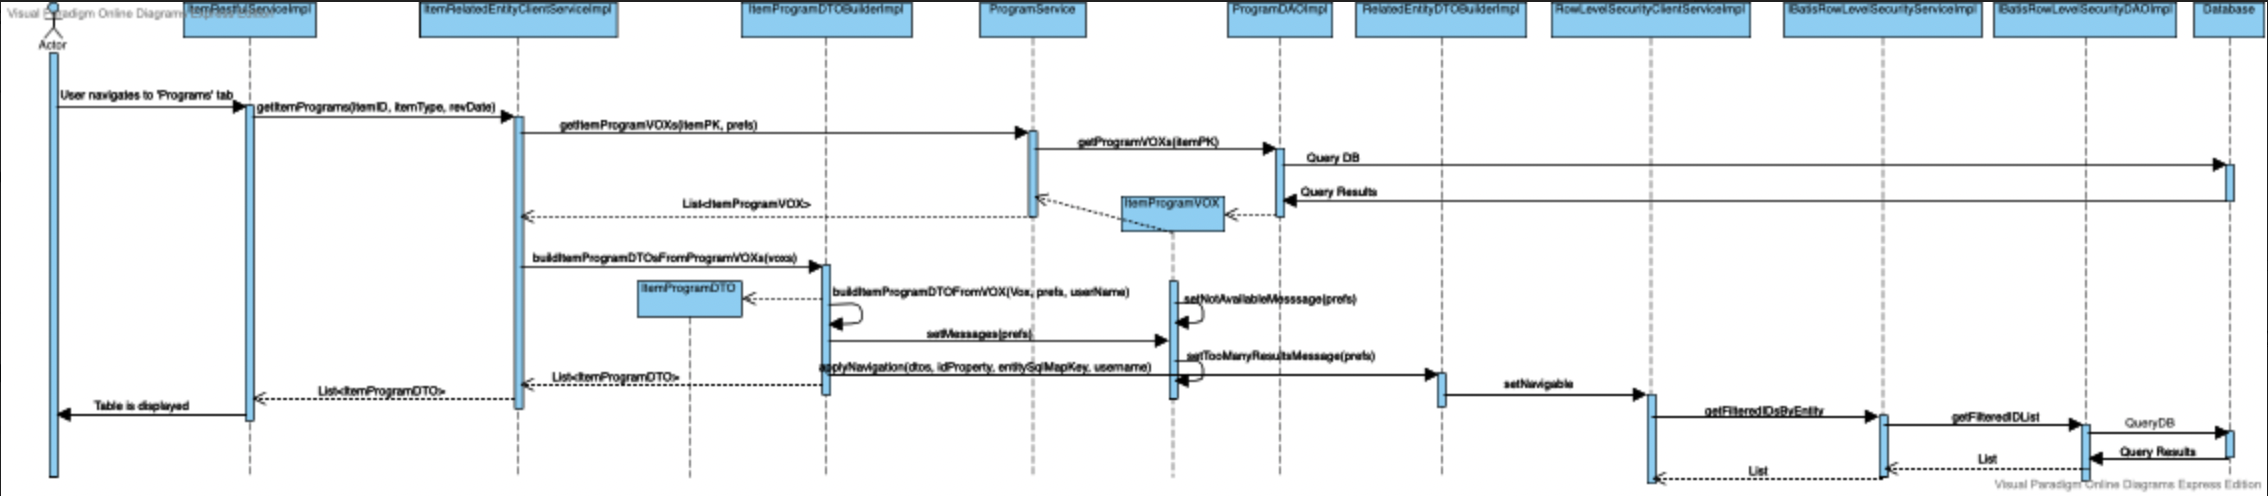 Visual Paradigm Online Diagrams Express Edition
ItemRestfulServiceImpl
ItemRelatedEntityClientServiceImpl
ItemProgramDTOBuilderImpl
ProgramService
ProgramDAOImpl
RelatedEntityDTOBuilderImpl
RowLevelSecurityClientServiceImpl
IBatisRowLevelSecurityServiceImpl
IBatisRowLevelSecurityDAOImpl
Database
Actor
User navigates to 'Programs' tab
getItemPrograms(itemID, itemType, revDate)
getItemProgramVOXs(itemPK, prefs)
getProgramVOXs(itemPK)
Query DB
Query Results
List<ItemProgramVOX>
ItemProgramVOX
buildItemProgramDTOsFromProgramVOXs(voxs)
ItemProgramDTO
buildItemProgramDTOFromVOX(Vox, prefs, userName)
setNotAvailableMesssage(prefs)
setMessages(prefs)
setTooManyResultsMessage(prefs)
applyNavigation(dtos, idProperty, entitySqlMapKey, username)
List<ItemProgramDTO>
setNavigable
List<ItemProgramDTO>
Table is displayed
getFilteredIDsByEntity
getFilteredIDList
QueryDB
Query Results
List
List
Visual Paradigm Online Diagrams Express Edition